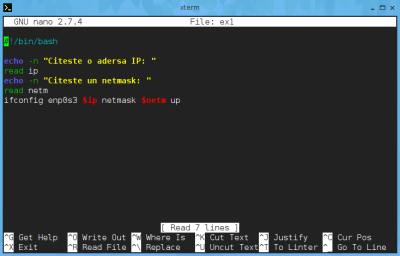 xterm
GNU nano 2.7.4 File: ex1
#!/bin/bash
echo -n "Citeste o adersa IP: "
read ip
echo -n "Citeste un netmask: "
read netm
ifconfig enp0s3 $ip netmask $netm up
[ Read 7 lines ]
^G Get Help ^O Write Out ^W Where Is ^K Cut Text ^J Justify ^C Cur Pos
^X Exit ^R Read File ^\ Replace ^U Uncut Text ^T To Linter ^_ Go To Line